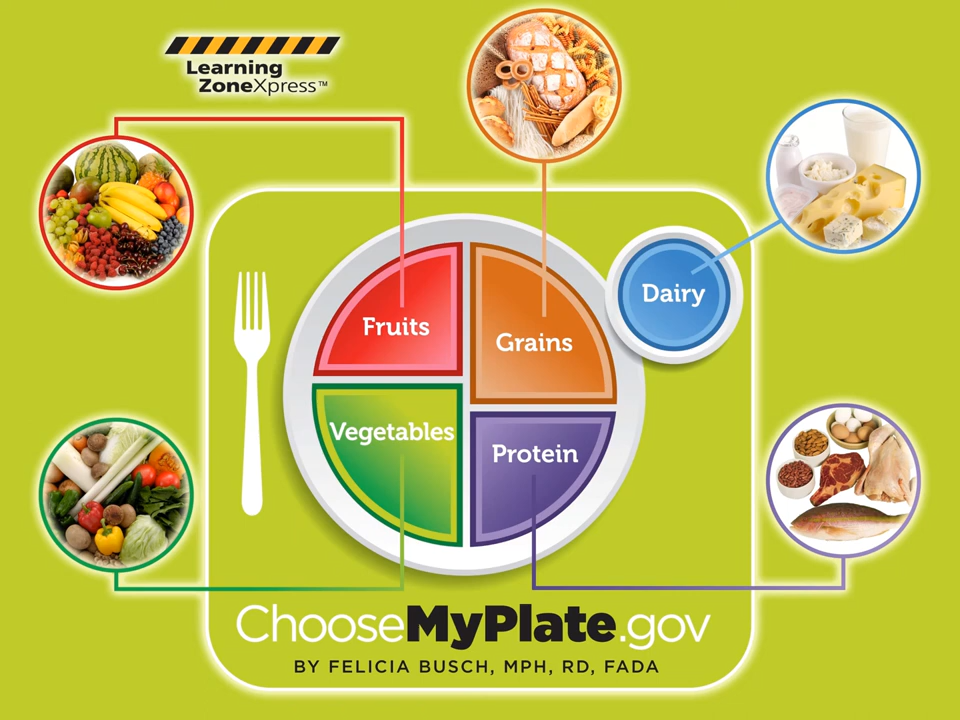 Learning
ZoneXpress™
Dairy
Fruits
Grains
Vegetables
Protein
ChooseMyPlate.gov
BY FELICIA BUSCH, MPH, RD, FADA